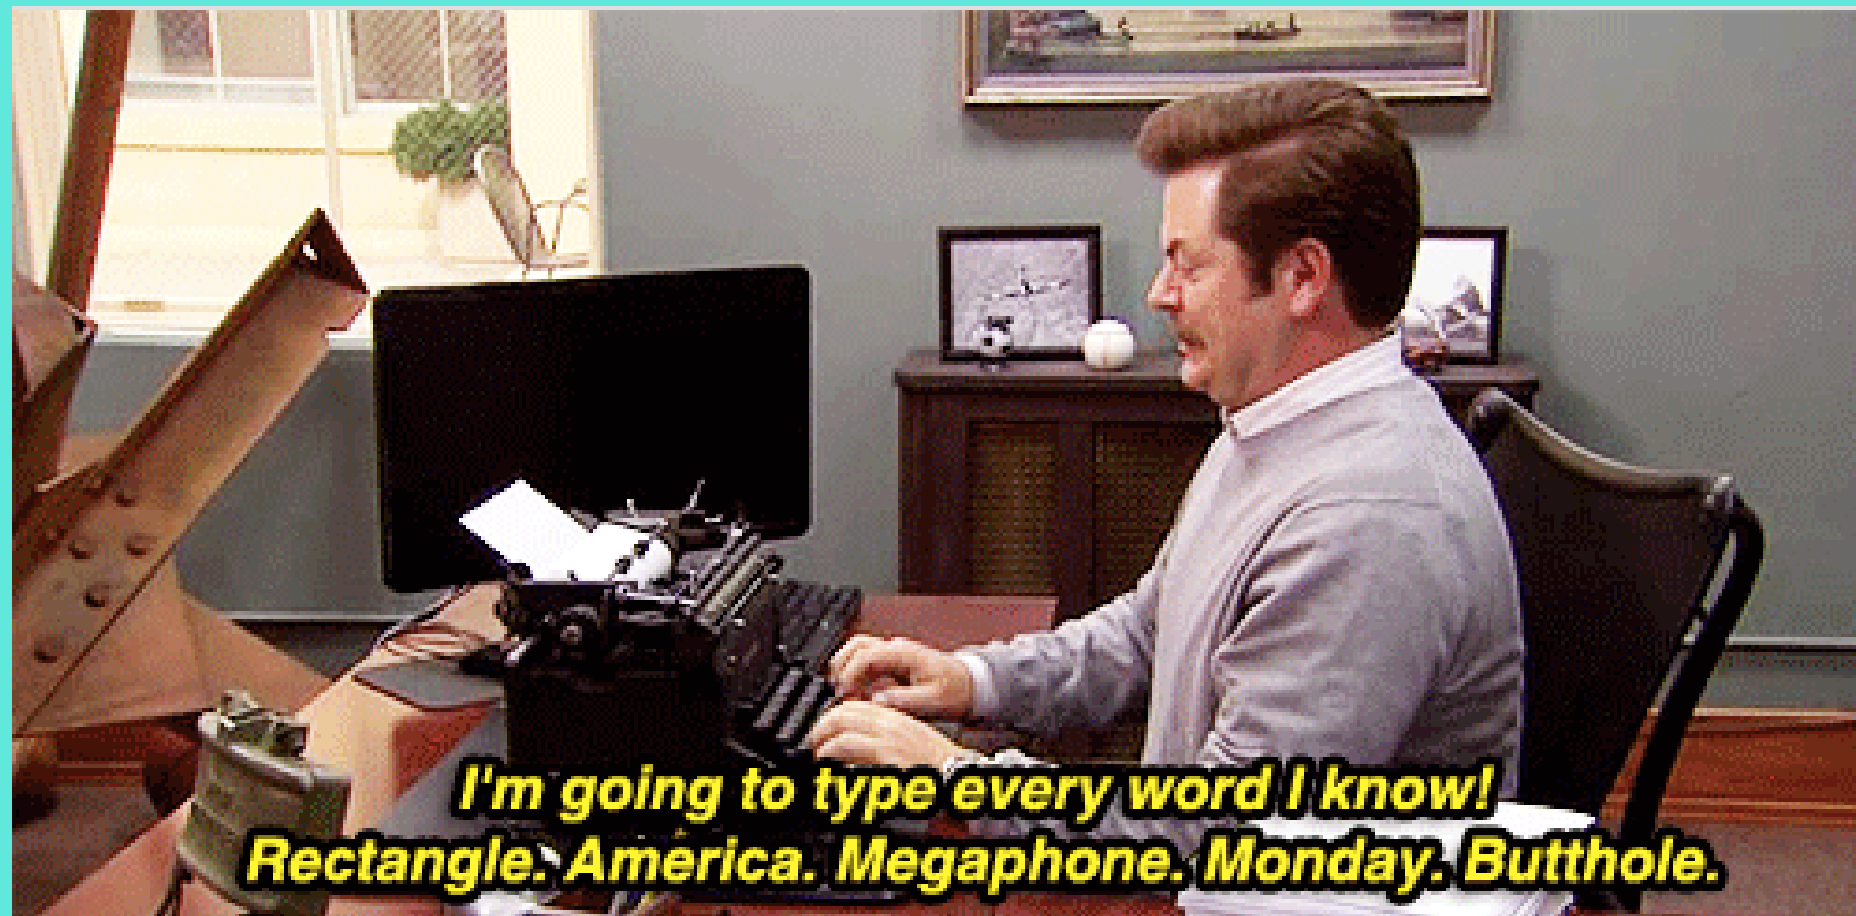 I'm going to type every word I know!
Rectangle. America. Megaphone. Monday. Butthole.